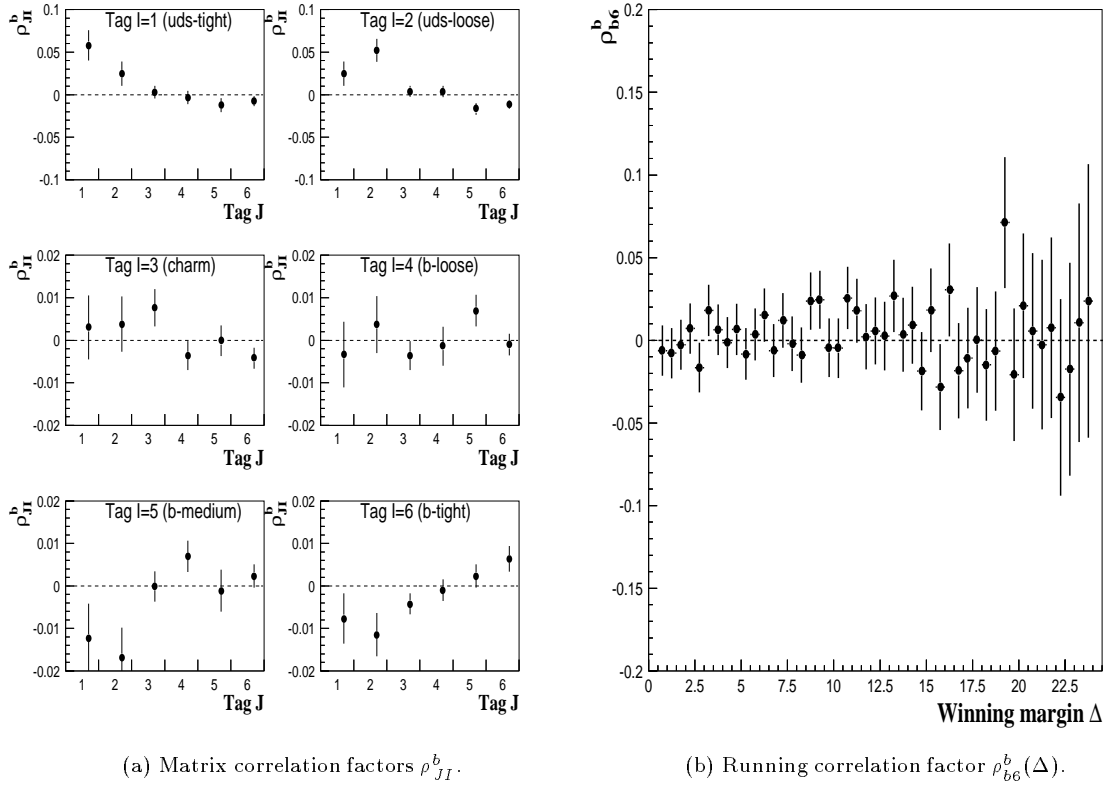 ρ^b_JI
0.1
0.05
0
-0.05
-0.1
Tag I=1 (uds-tight)
1 2 3 4 5 6
Tag J
ρ^b_JI
0.1
0.05
0
-0.05
-0.1
Tag I=2 (uds-loose)
1 2 3 4 5 6
Tag J
ρ^b_JI
0.02
0.01
0
-0.01
-0.02
Tag I=3 (charm)
1 2 3 4 5 6
Tag J
ρ^b_JI
0.02
0.01
0
-0.01
-0.02
Tag I=4 (b-loose)
1 2 3 4 5 6
Tag J
ρ^b_JI
0.02
0.01
0
-0.01
-0.02
Tag I=5 (b-medium)
1 2 3 4 5 6
Tag J
ρ^b_JI
0.02
0.01
0
-0.01
-0.02
Tag I=6 (b-tight)
1 2 3 4 5 6
Tag J
(a) Matrix correlation factors ρ^b_JI.
ρ^b_b6
0.2
0.15
0.1
0.05
0
-0.05
-0.1
-0.15
-0.2
0 2.5 5 7.5 10 12.5 15 17.5 20 22.5
Winning margin Δ
(b) Running correlation factor ρ^b_b6(Δ).